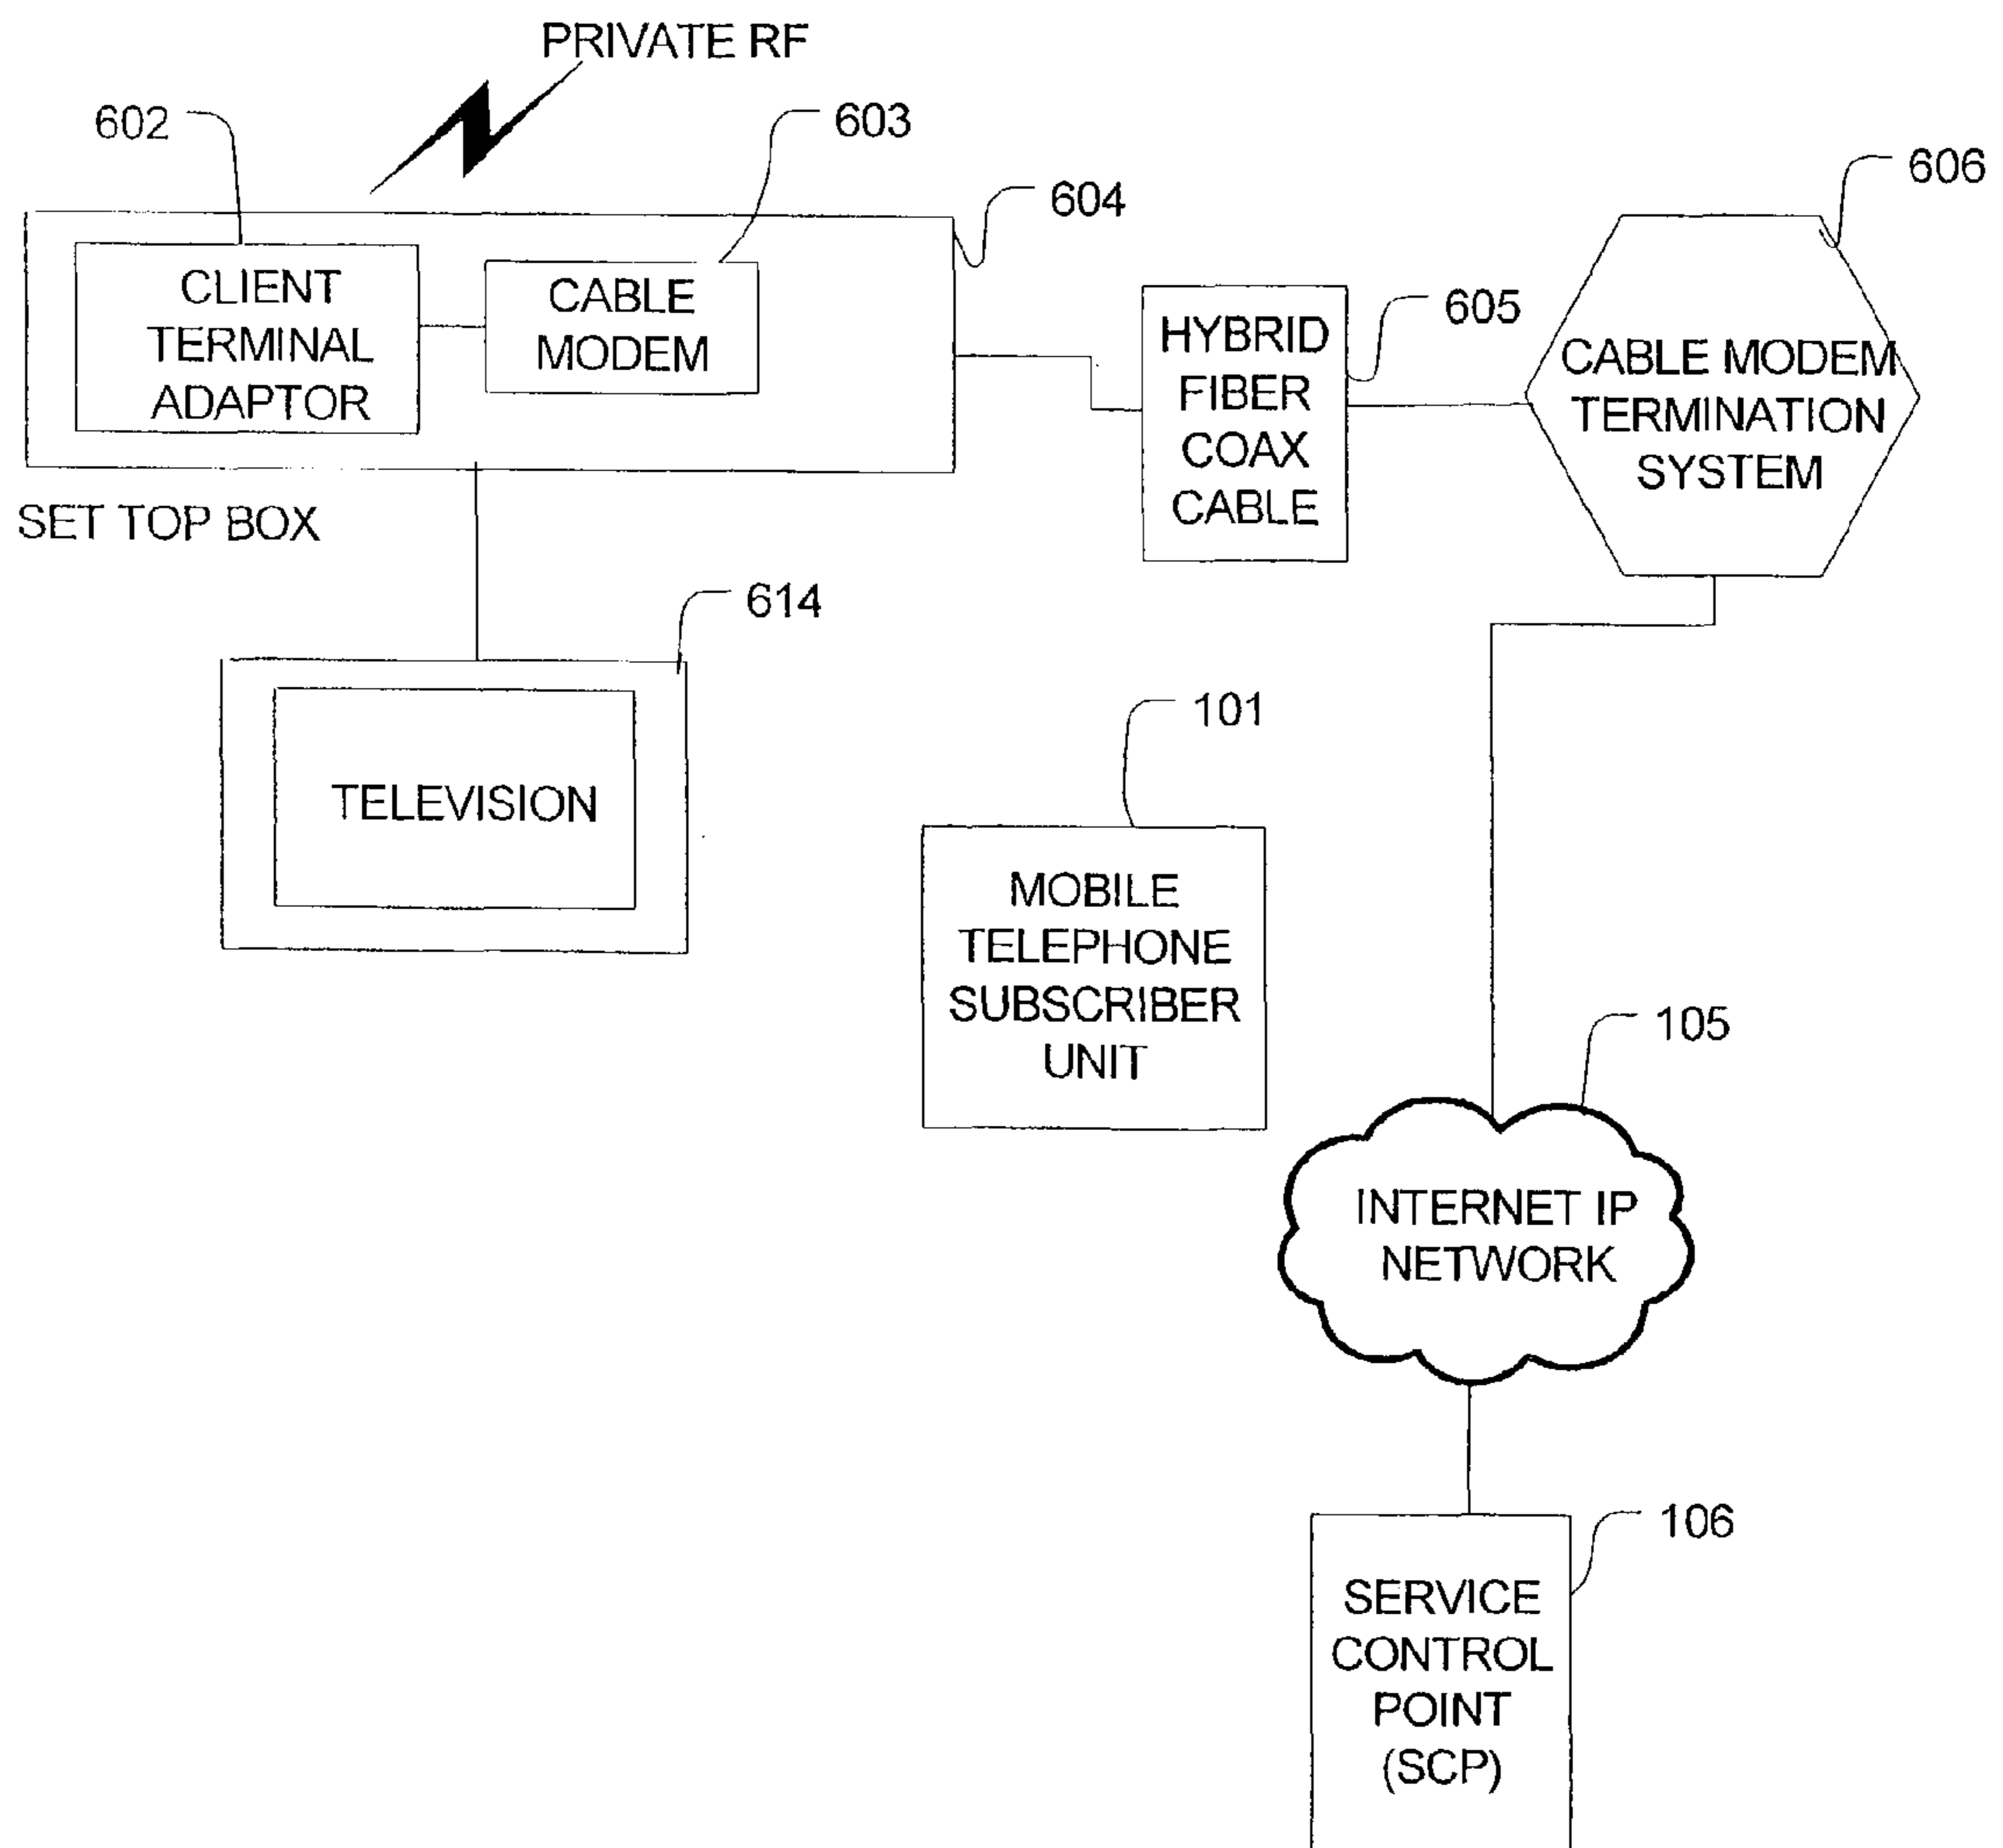 PRIVATE RF
602
603
604
606
CLIENT
TERMINAL
ADAPTOR
CABLE
MODEM
605
HYBRID
FIBER
COAX
CABLE
CABLE MODEM
TERMINATION
SYSTEM
SET TOP BOX
614
TELEVISION
101
MOBILE
TELEPHONE
SUBSCRIBER
UNIT
105
INTERNET IP
NETWORK
106
SERVICE
CONTROL
POINT
(SCP)